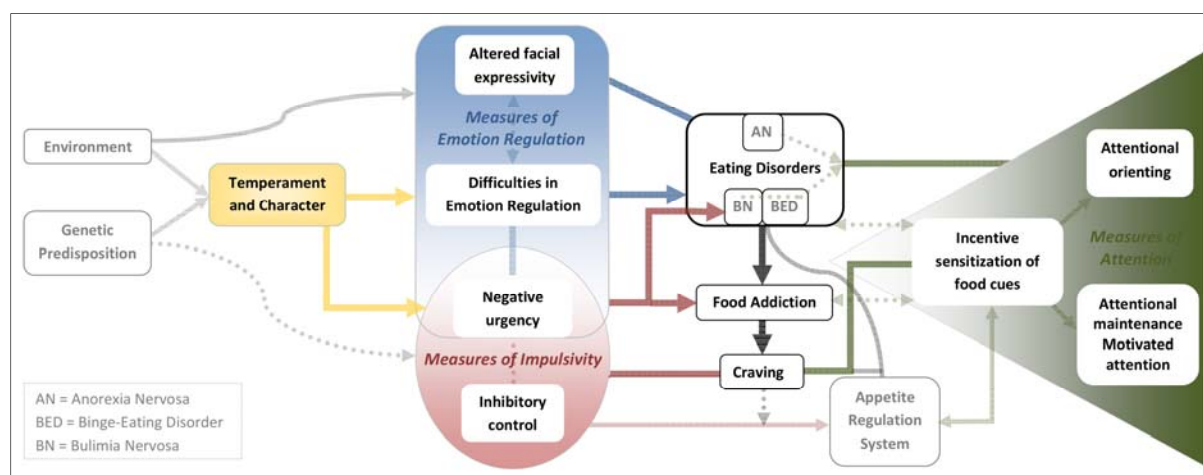 Altered facial
expressivity
Measures of
Emotion Regulation
Environment
Temperament
and Character
Genetic
Predisposition
Difficulties in
Emotion Regulation
Negative
urgency
Measures of Impulsivity
Inhibitory
control
AN
Eating Disorders
BN
BED
Food Addiction
Craving
Appetite
Regulation
System
Incentive
sensitization of
food cues
Attentional
orienting
Measures of
Attention
Attentional
maintenance
Motivated
attention
AN = Anorexia Nervosa
BED = Binge-Eating Disorder
BN = Bulimia Nervosa